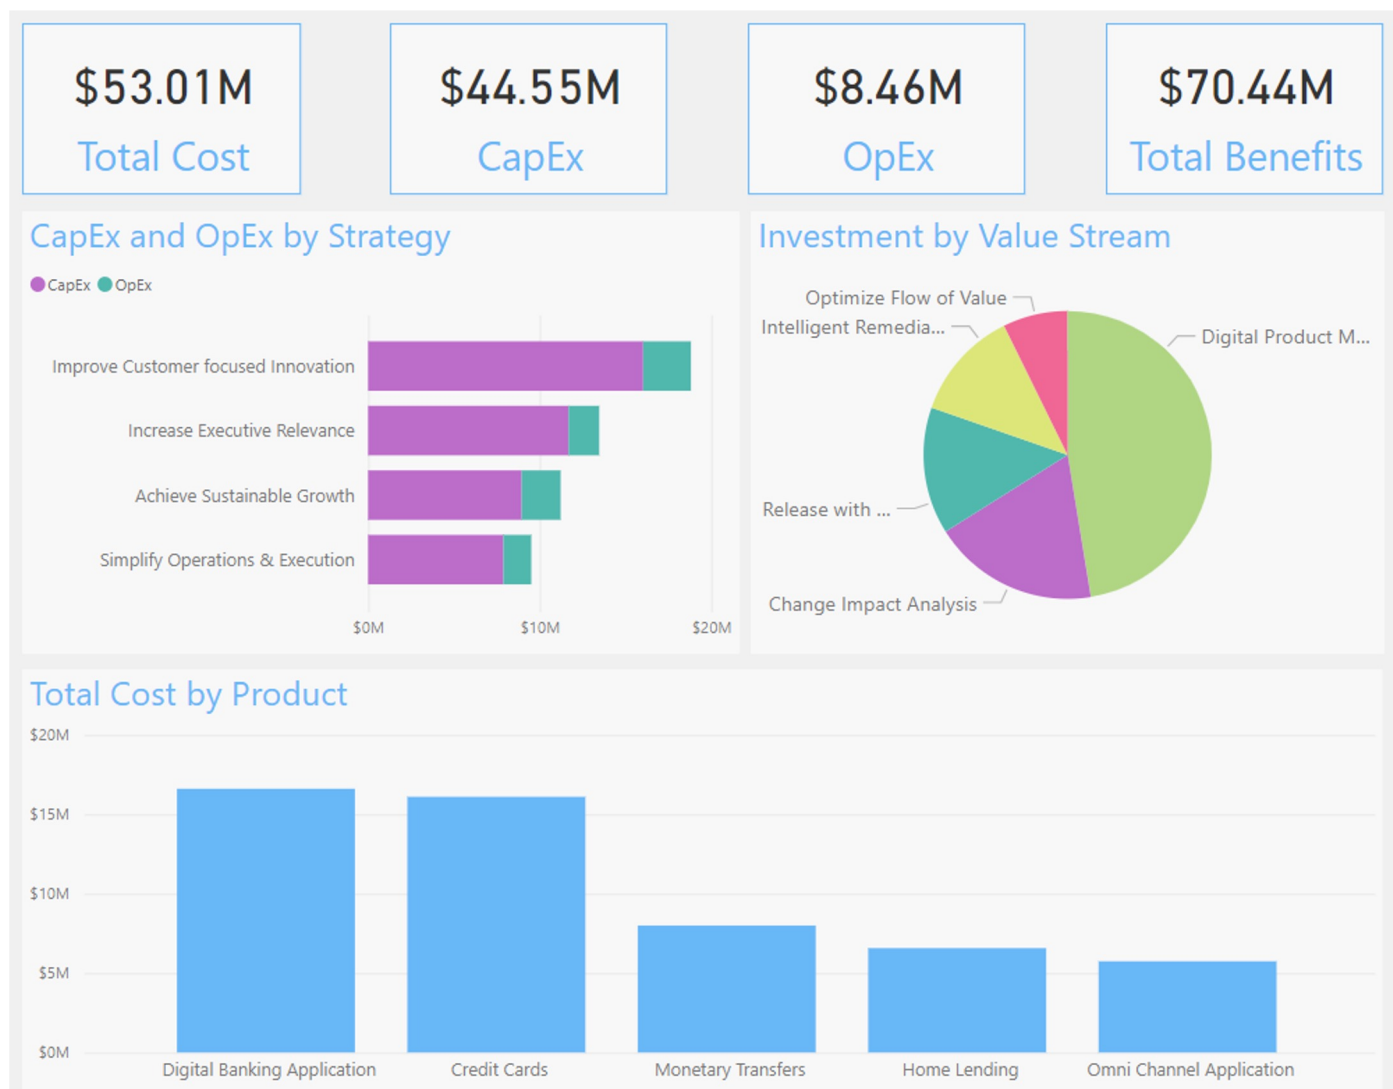 $53.01M
Total Cost
$44.55M
CapEx
$8.46M
OpEx
$70.44M
Total Benefits
CapEx and OpEx by Strategy
CapEx OpEx
Improve Customer focused Innovation
Increase Executive Relevance
Achieve Sustainable Growth
Simplify Operations & Execution
$0M $10M $20M
Investment by Value Stream
Optimize Flow of Value
Intelligent Remedia...
Digital Product M...
Release with ...
Change Impact Analysis
Total Cost by Product
$20M
$15M
$10M
$5M
$0M
Digital Banking Application Credit Cards Monetary Transfers Home Lending Omni Channel Application